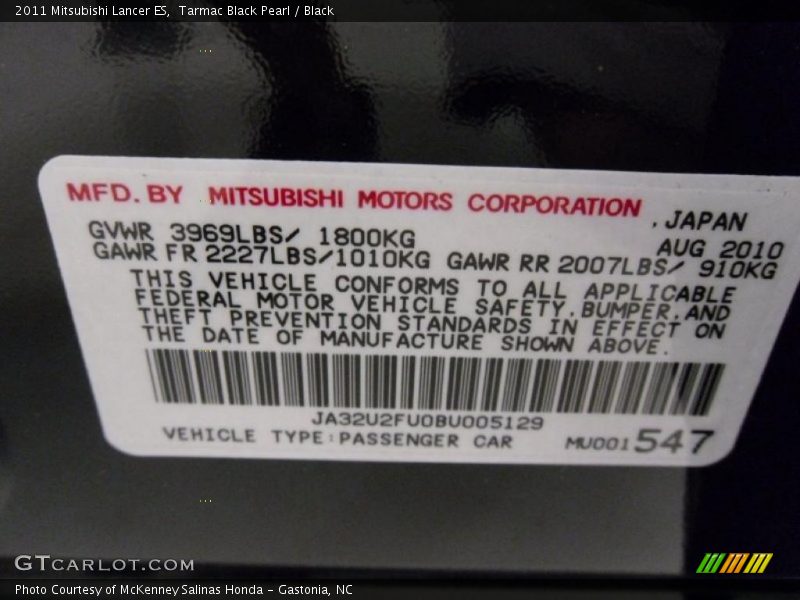 2011 Mitsubishi Lancer ES, Tarmac Black Pearl / Black
MFD. BY MITSUBISHI MOTORS CORPORATION
, JAPAN
GVWR 3969LBS/ 1800KG
AUG 2010
GAWR FR 2227LBS/1010KG GAWR RR 2007LBS/ 910KG
THIS VEHICLE CONFORMS TO ALL APPLICABLE
FEDERAL MOTOR VEHICLE SAFETY,BUMPER,AND
THEFT PREVENTION STANDARDS IN EFFECT ON
THE DATE OF MANUFACTURE SHOWN ABOVE.
JA32U2FU0BU005129
VEHICLE TYPE:PASSENGER CAR
MU001547
GTCARLOT.COM
Photo Courtesy of McKenney Salinas Honda - Gastonia, NC